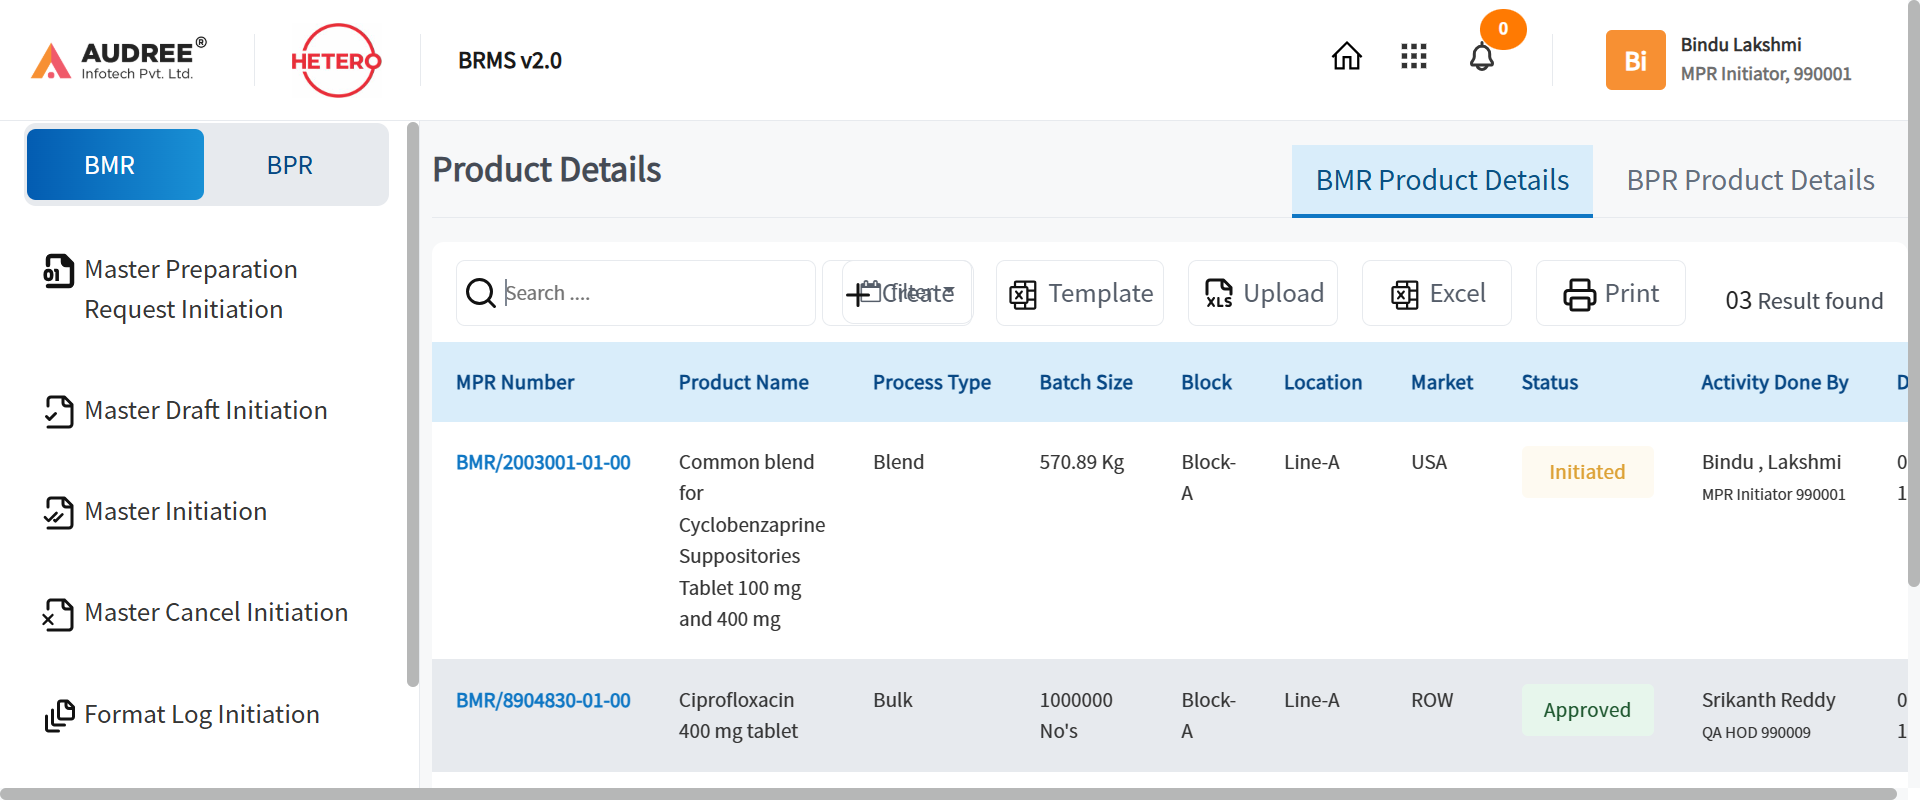 AUDREE®
Infotech Pvt. Ltd.
HETERO
BRMS v2.0
0
Bi
Bindu Lakshmi
MPR Initiator, 990001
BMR
BPR
Master Preparation
Request Initiation
Master Draft Initiation
Master Initiation
Master Cancel Initiation
Format Log Initiation
Product Details
BMR Product Details
BPR Product Details
Search ....
Create
Template
XLS
Upload
Excel
Print
03 Result found
MPR Number
Product Name
Process Type
Batch Size
Block
Location
Market
Status
Activity Done By
BMR/2003001-01-00
Common blend
for
Cyclobenzaprine
Suppositories
Tablet 100 mg
and 400 mg
Blend
570.89 Kg
Block-
A
Line-A
USA
Initiated
Bindu , Lakshmi
MPR Initiator 990001
BMR/8904830-01-00
Ciprofloxacin
400 mg tablet
Bulk
1000000
No's
Block-
A
Line-A
ROW
Approved
Srikanth Reddy
QA HOD 990009